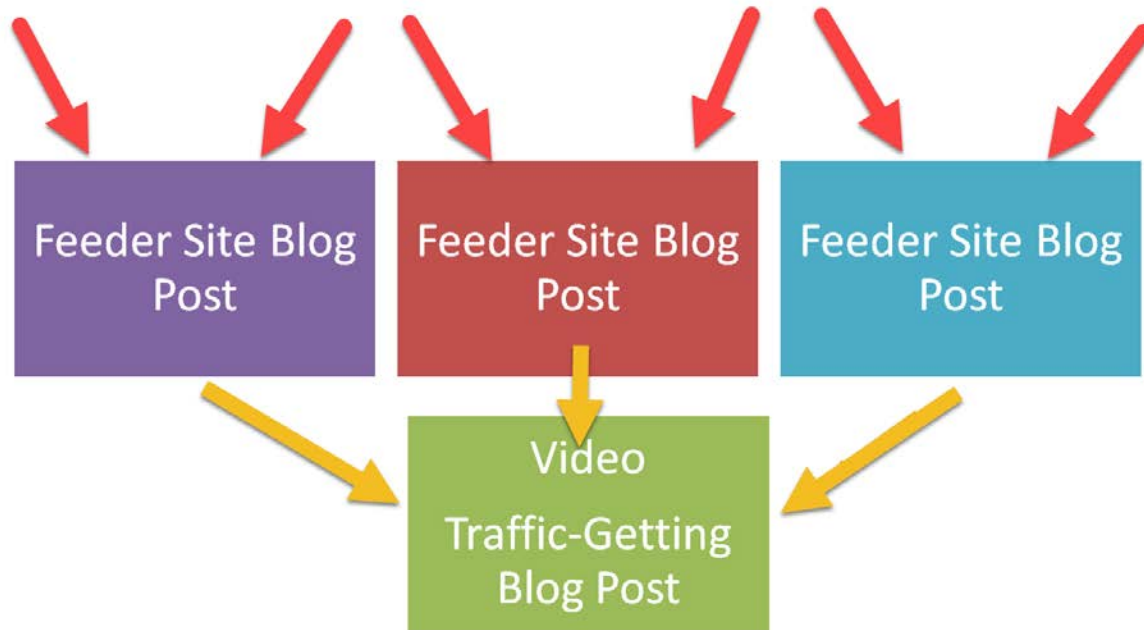 Feeder Site Blog
Post
Feeder Site Blog
Post
Feeder Site Blog
Post
Video
Traffic-Getting
Blog Post